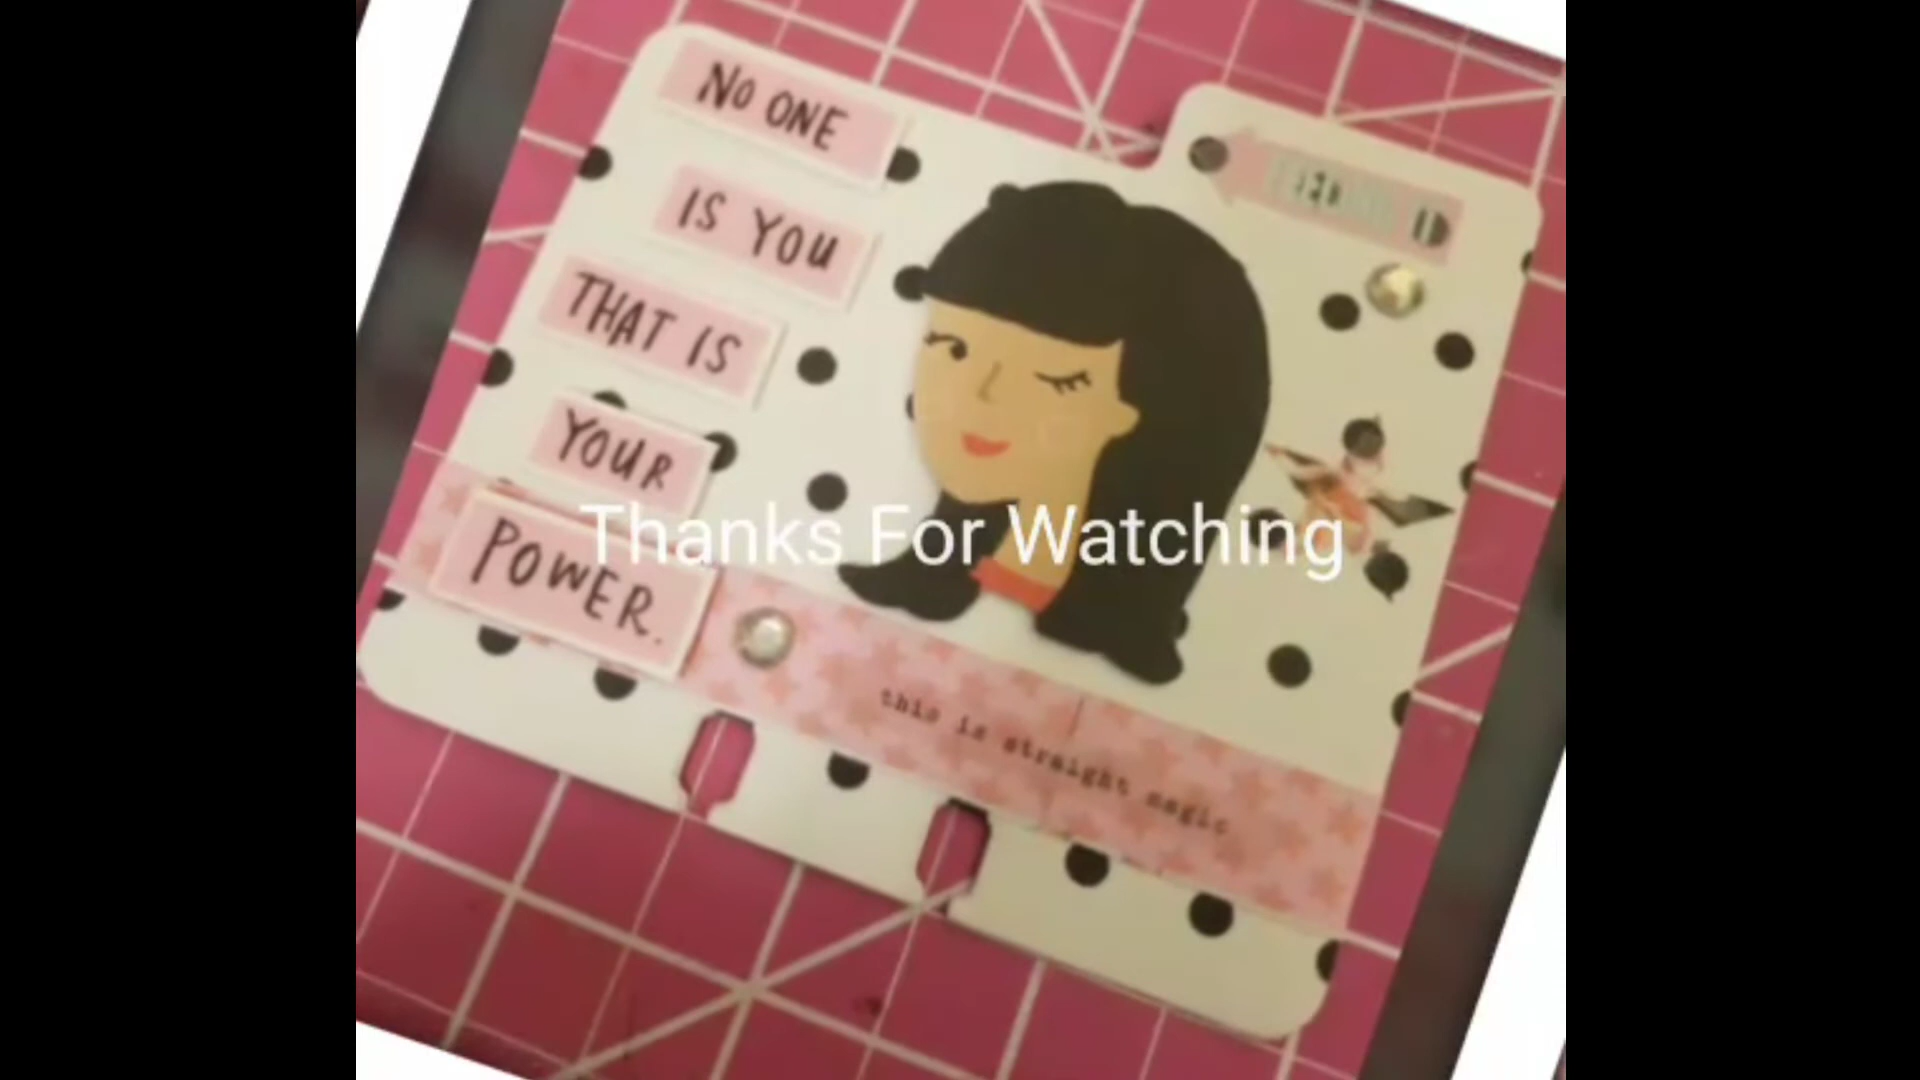 NO ONE
IS YOU
THAT IS
YOUR
POWER.
Thanks For Watching
this is straight magic